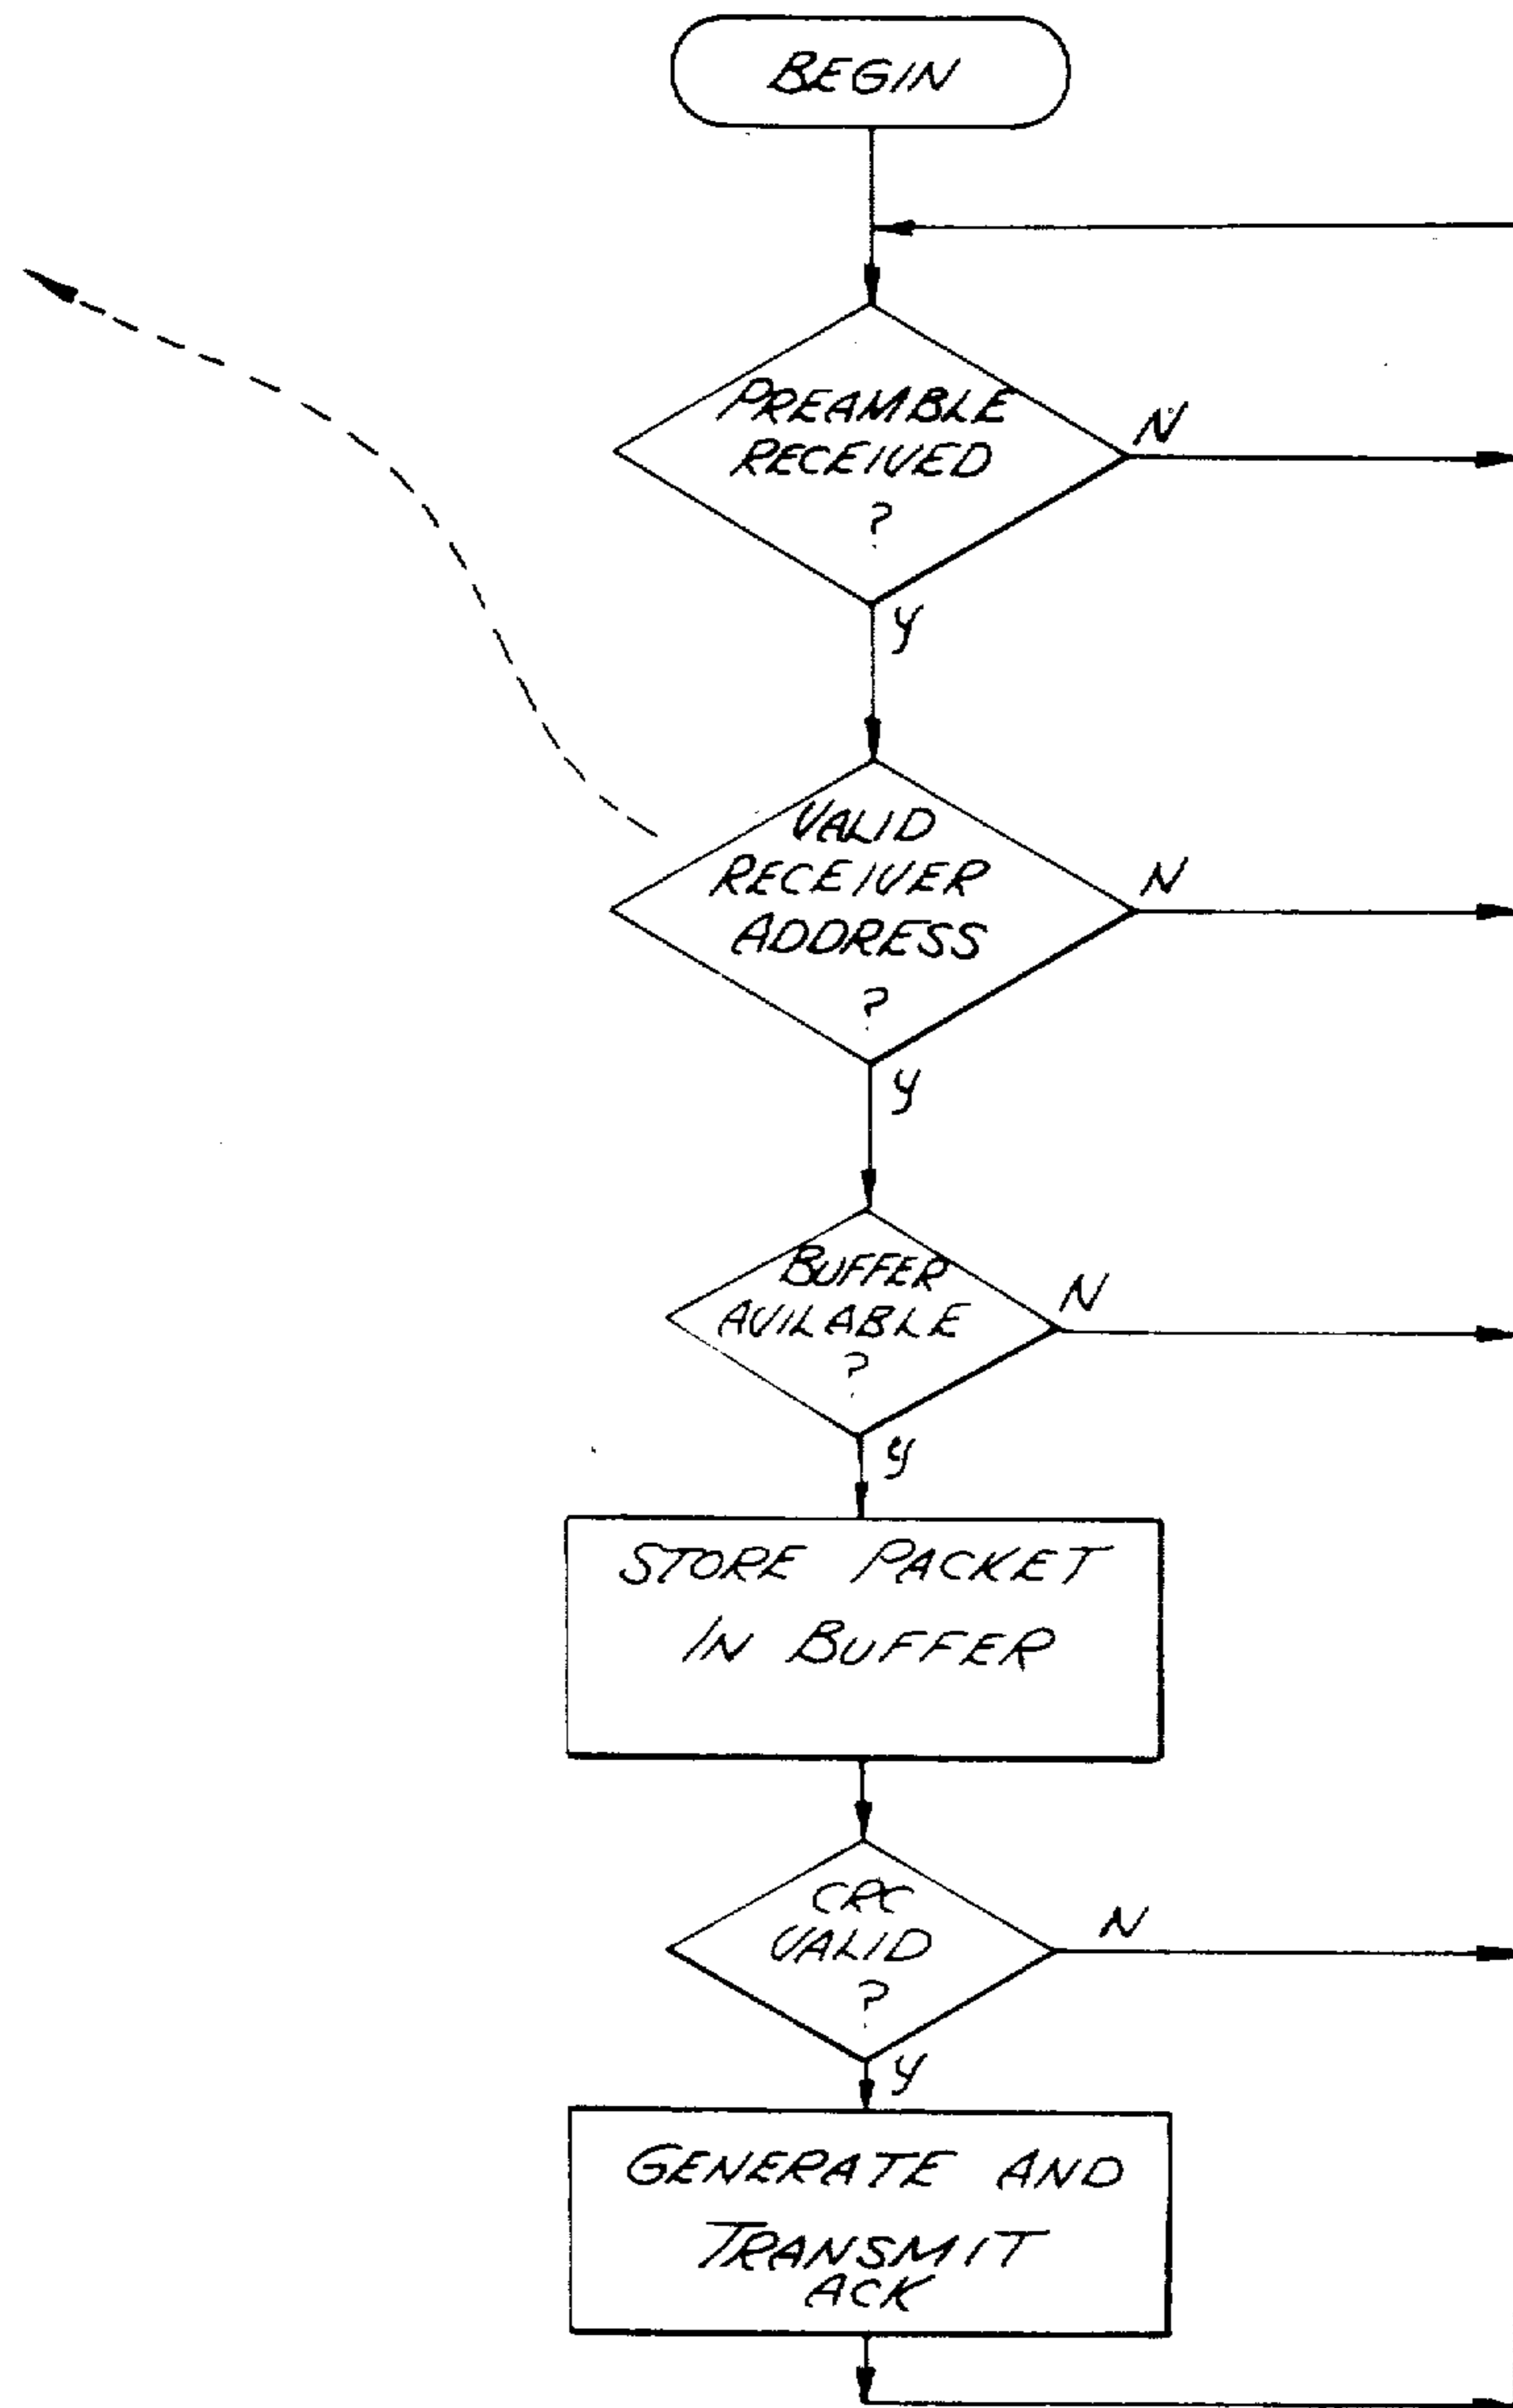 BEGIN
PREAMBLE
RECEIVED
?
N
Y
VALID
RECEIVER
ADDRESS
?
N
Y
BUFFER
AVILABLE
?
N
Y
STORE PACKET
IN BUFFER
CRC
VALID
?
N
Y
GENERATE AND
TRANSMIT
ACK